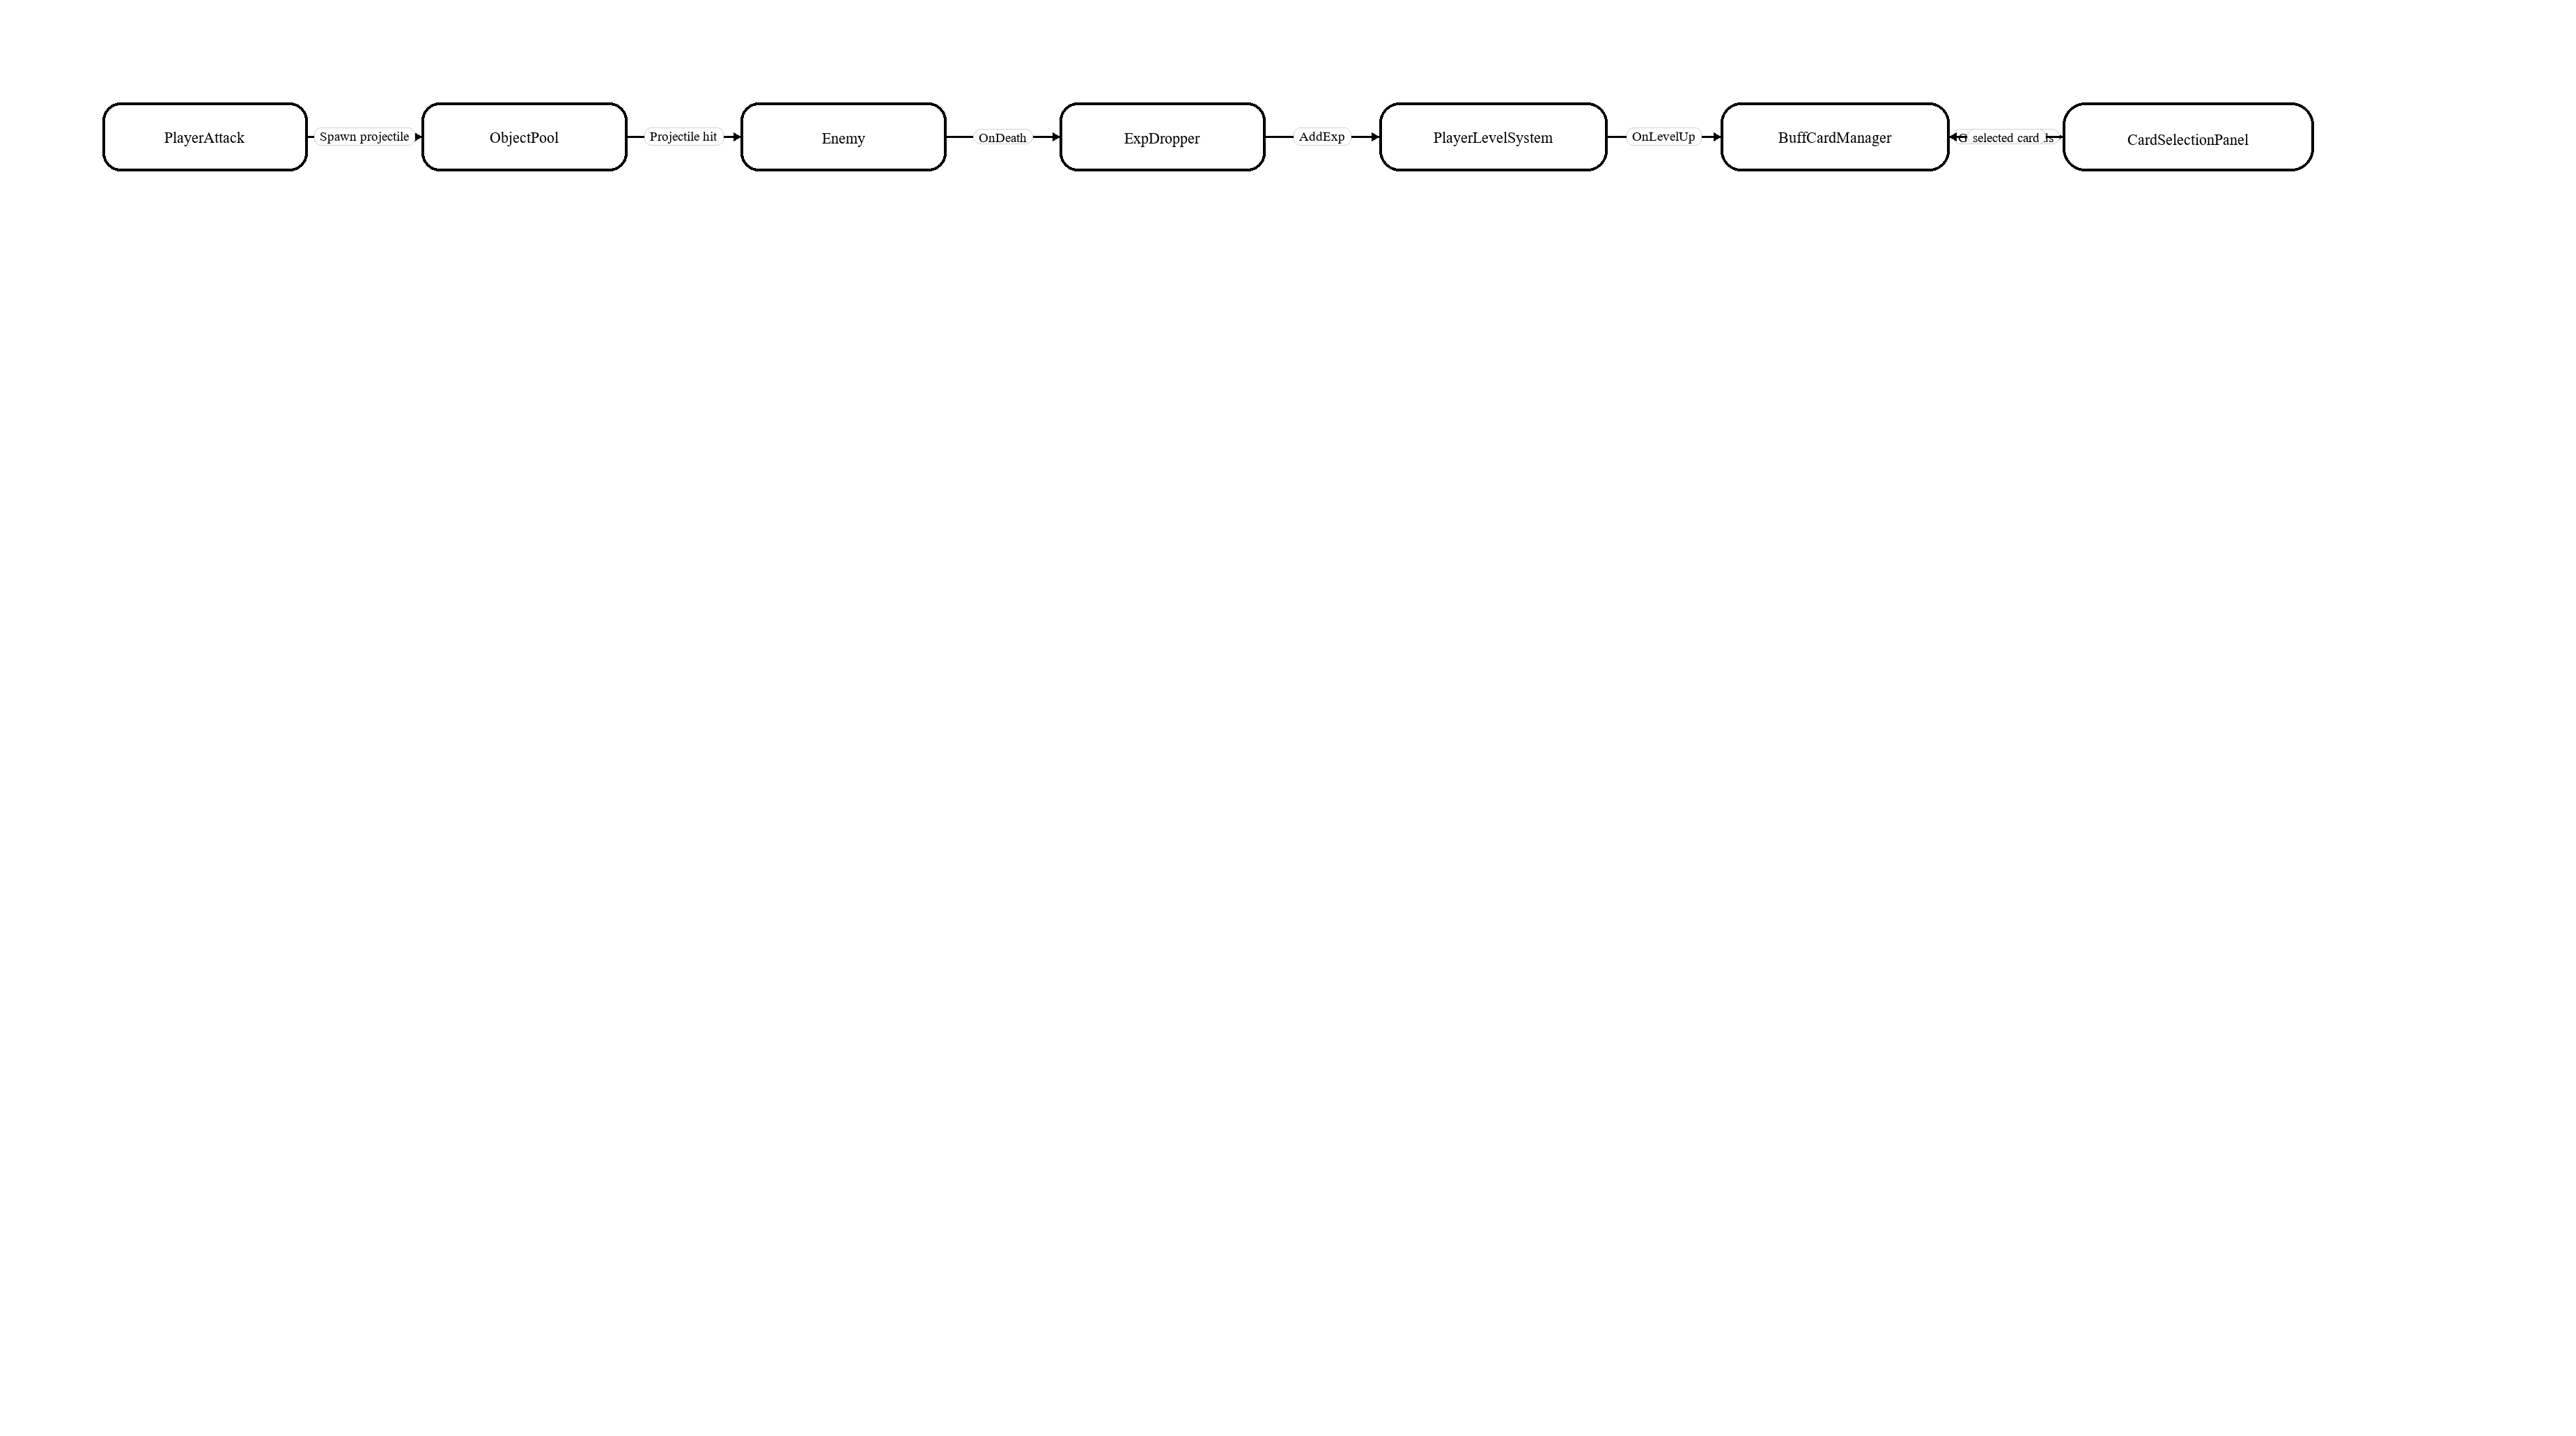 PlayerAttack
Spawn projectile
ObjectPool
Projectile hit
Enemy
OnDeath
ExpDropper
AddExp
PlayerLevelSystem
OnLevelUp
BuffCardManager
selected card
CardSelectionPanel